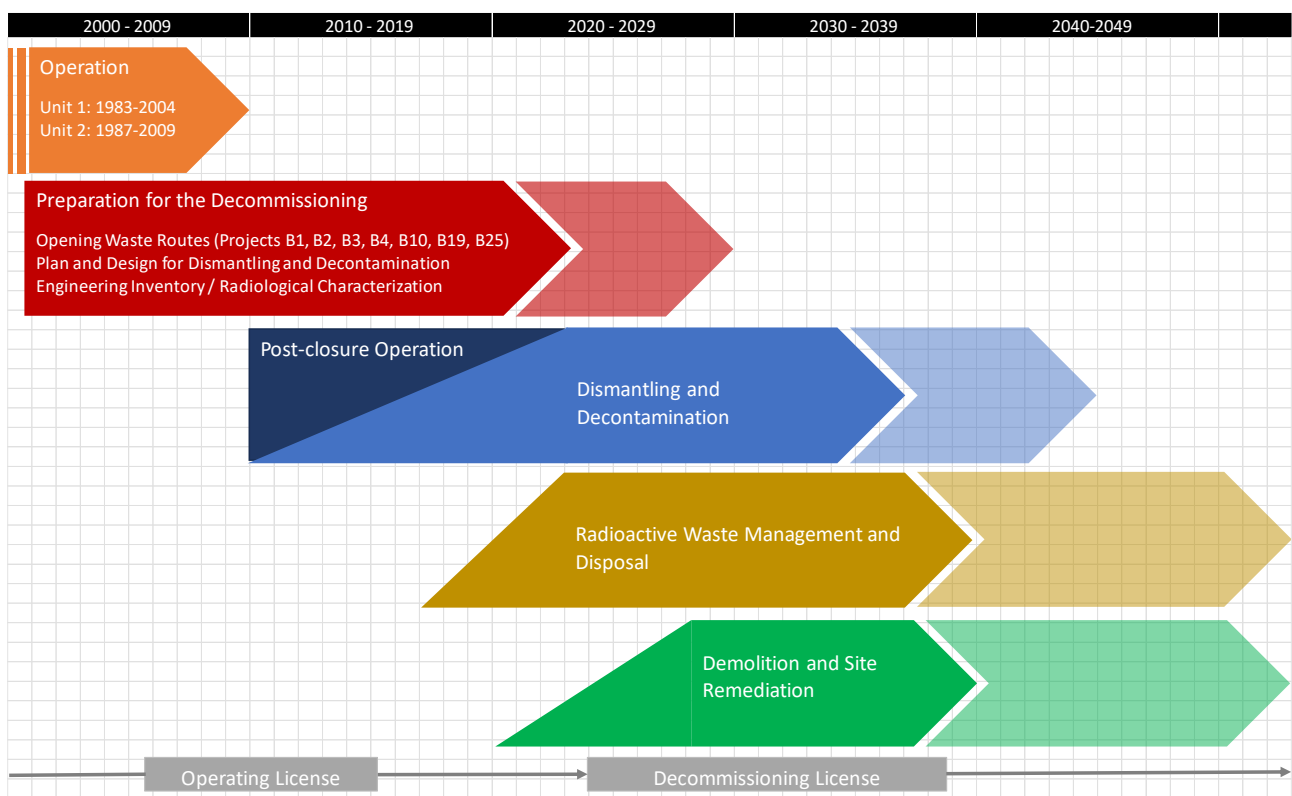 2000 - 2009 2010 - 2019 2020 - 2029 2030 - 2039 2040-2049
Operation
Unit 1: 1983-2004
Unit 2: 1987-2009
Preparation for the Decommissioning
Opening Waste Routes (Projects B1, B2, B3, B4, B10, B19, B25)
Plan and Design for Dismantling and Decontamination
Engineering Inventory / Radiological Characterization
Post-closure Operation
Dismantling and
Decontamination
Radioactive Waste Management and
Disposal
Demolition and Site
Remediation
Operating License Decommissioning License